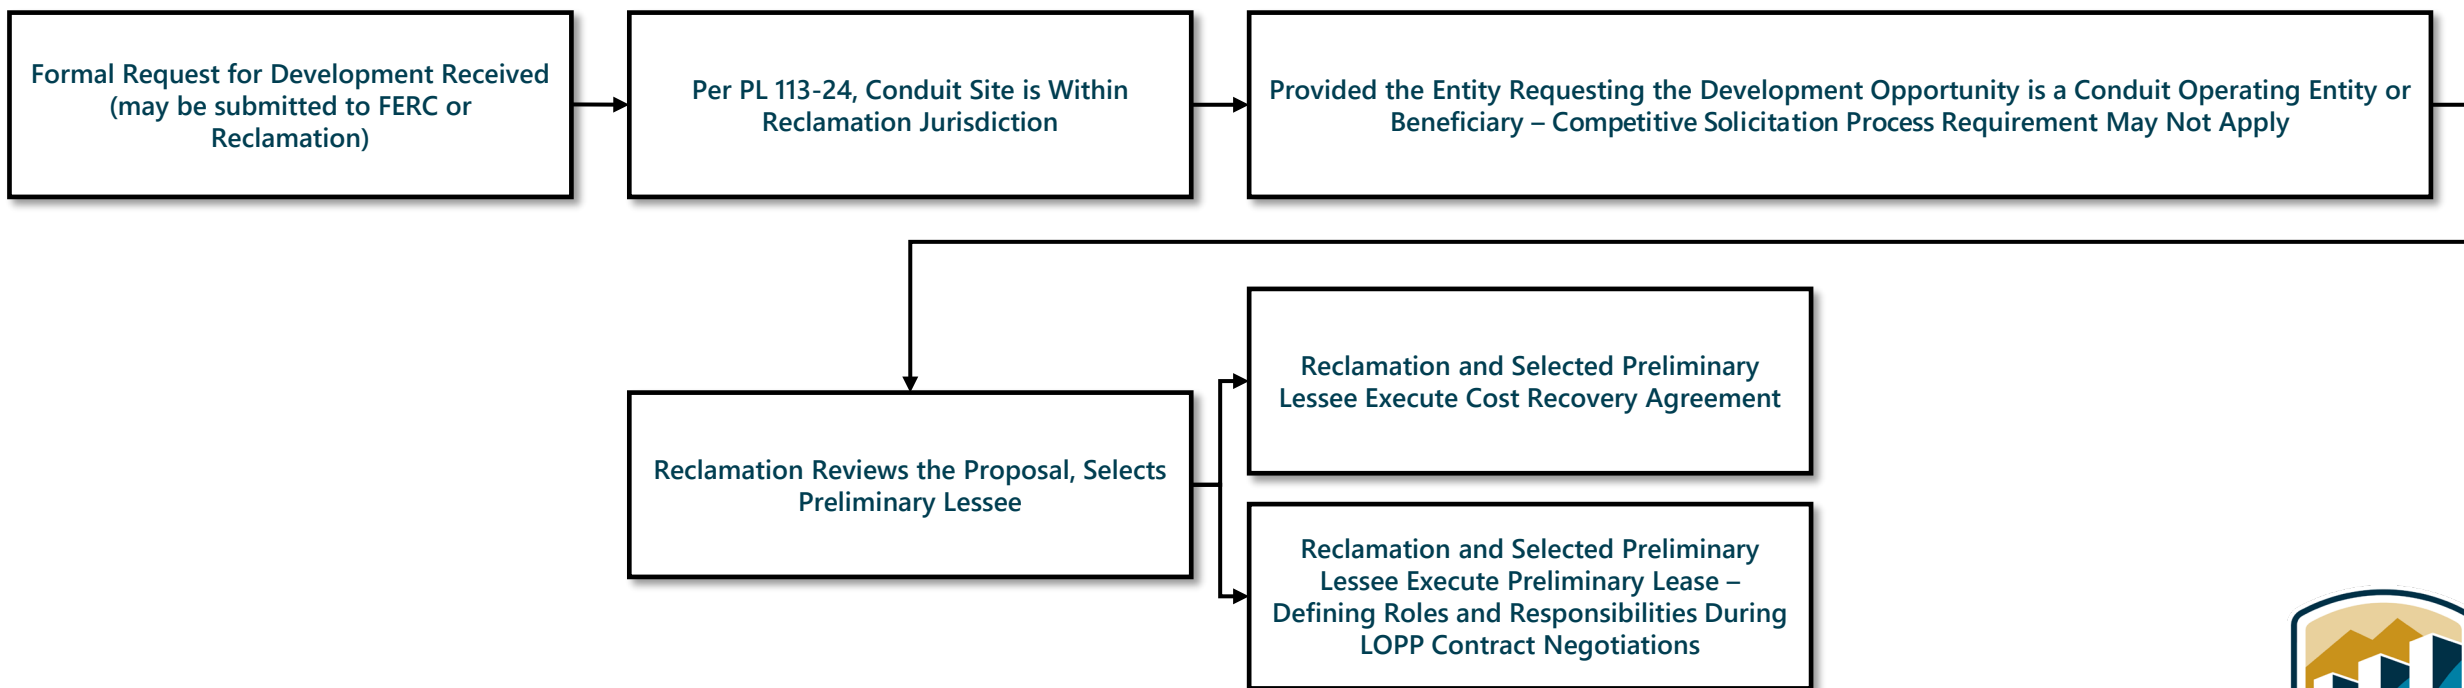 Formal Request for Development Received
(may be submitted to FERC or
Reclamation)
Per PL 113-24, Conduit Site is Within
Reclamation Jurisdiction
Provided the Entity Requesting the Development Opportunity is a Conduit Operating Entity or
Beneficiary – Competitive Solicitation Process Requirement May Not Apply
Reclamation Reviews the Proposal, Selects
Preliminary Lessee
Reclamation and Selected Preliminary
Lessee Execute Cost Recovery Agreement
Reclamation and Selected Preliminary
Lessee Execute Preliminary Lease –
Defining Roles and Responsibilities During
LOPP Contract Negotiations